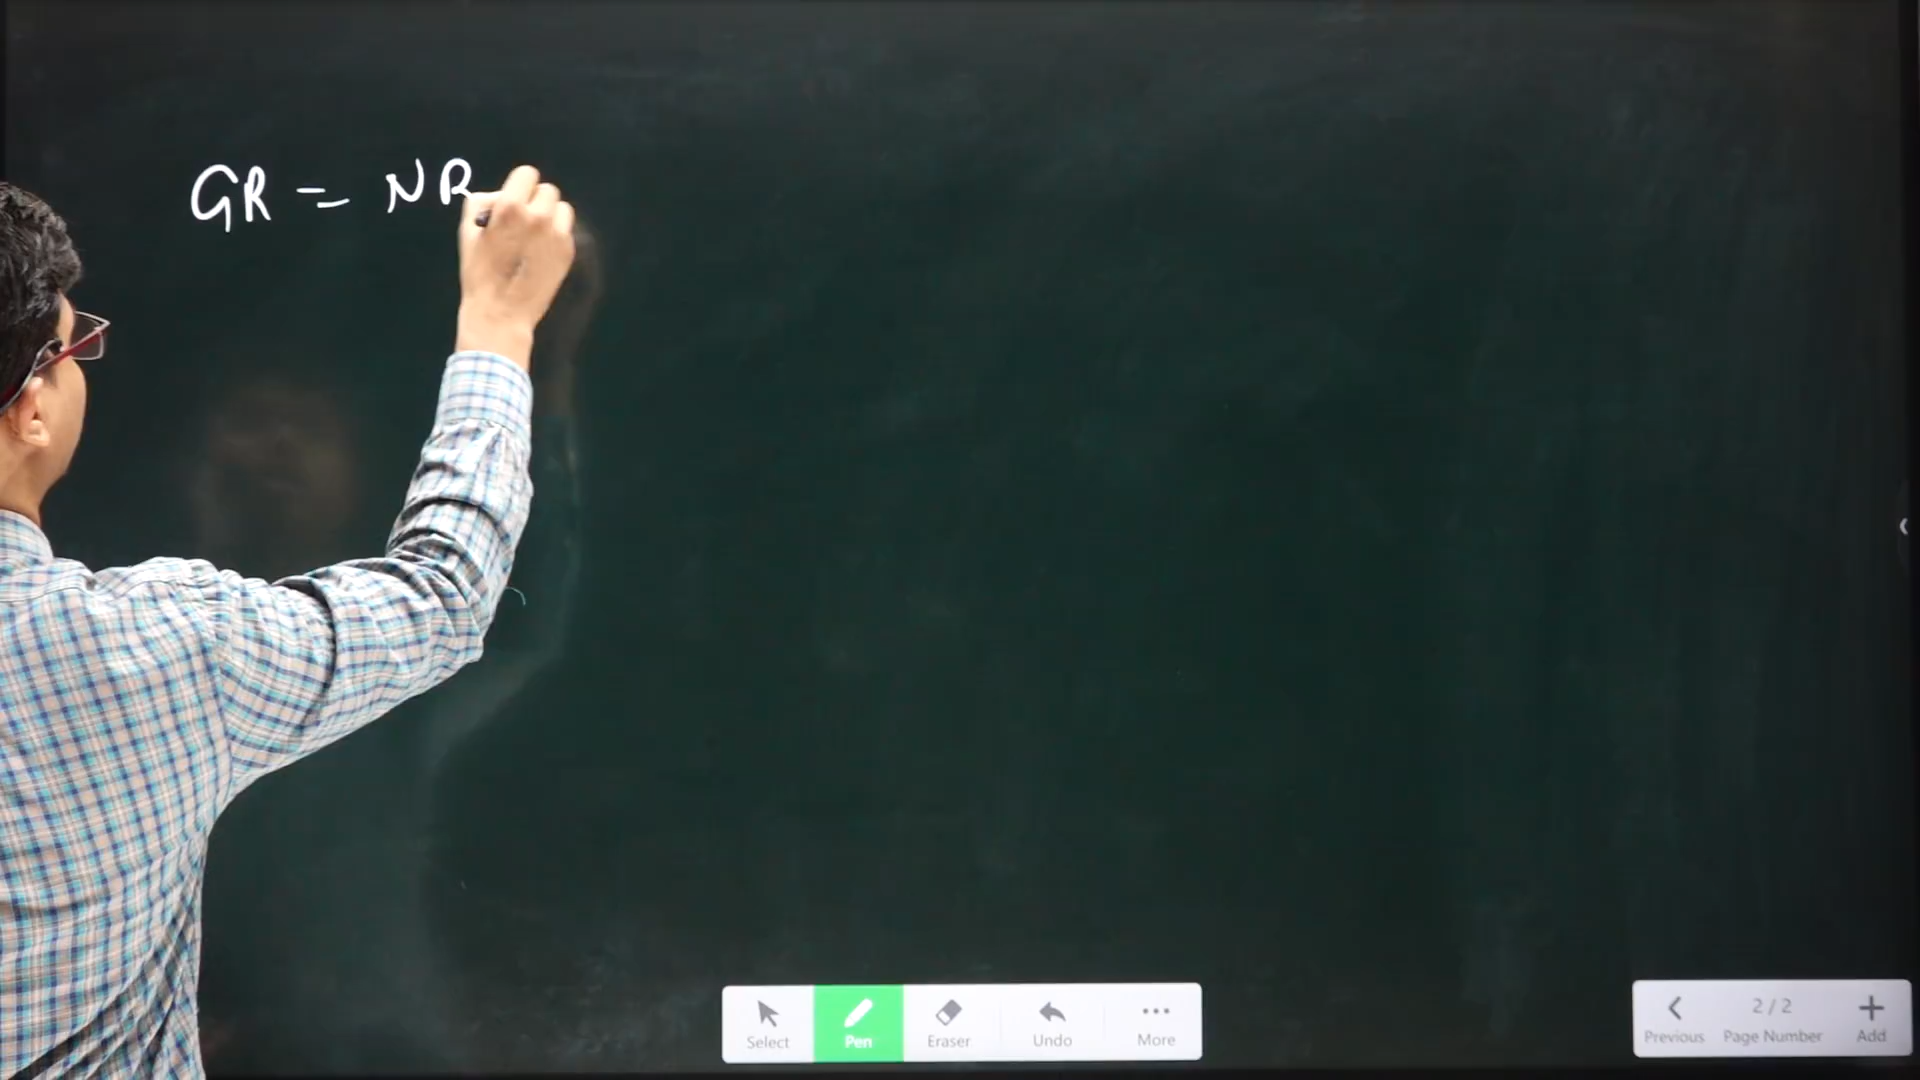 GR = NR
Select Pen Eraser Undo More
2 / 2
Previous Page Number Add